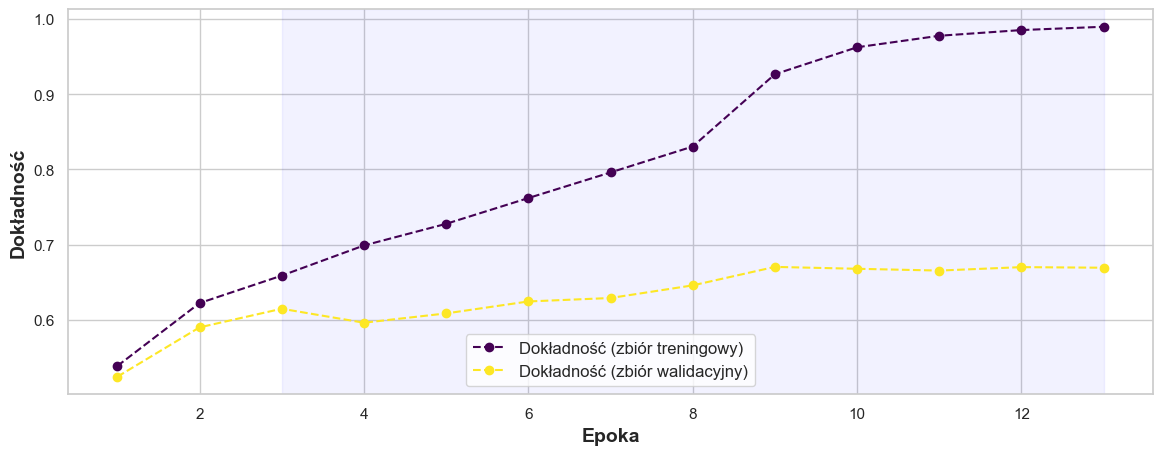 1.0
0.9
0.8
0.7
0.6
Dokładność
Dokładność (zbiór treningowy)
Dokładność (zbiór walidacyjny)
2 4 6 8 10 12
Epoka